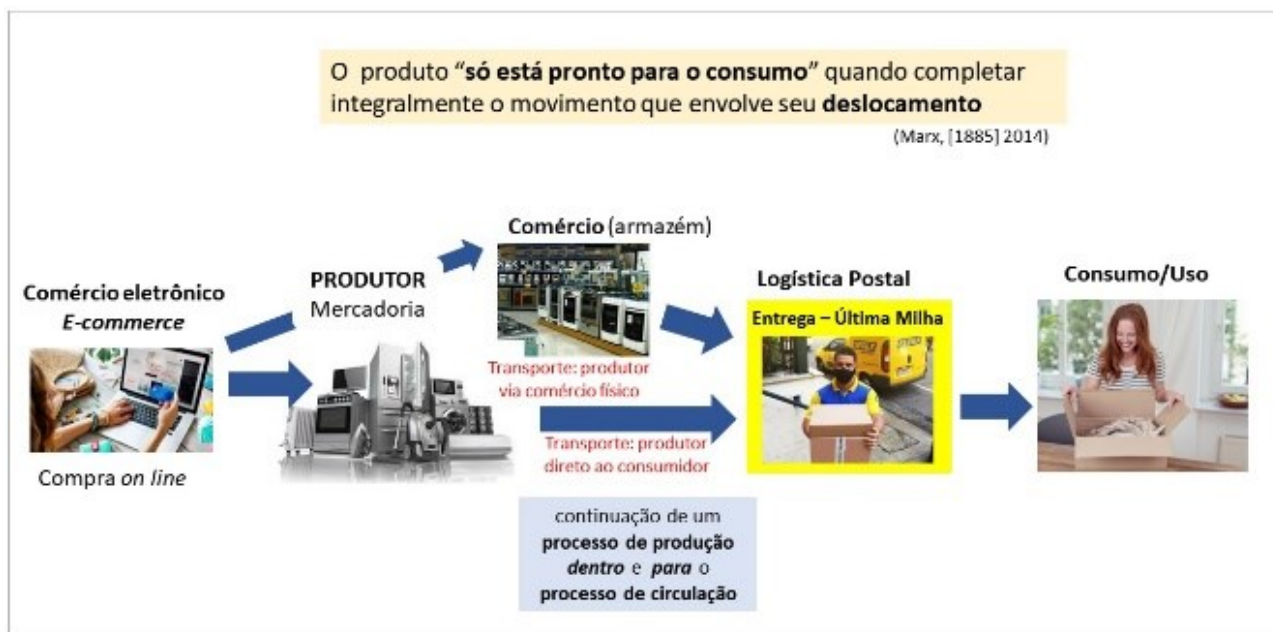 O produto “só está pronto para o consumo” quando completar
integralmente o movimento que envolve seu deslocamento
(Marx, [1885] 2014)
Comércio eletrônico
E-commerce
Compra on line
PRODUTOR
Mercadoria
Comércio (armazém)
Transporte: produtor
via comércio físico
Transporte: produtor
direto ao consumidor
continuação de um
processo de produção
dentro e para o
processo de circulação
Logística Postal
Entrega – Última Milha
Consumo/Uso